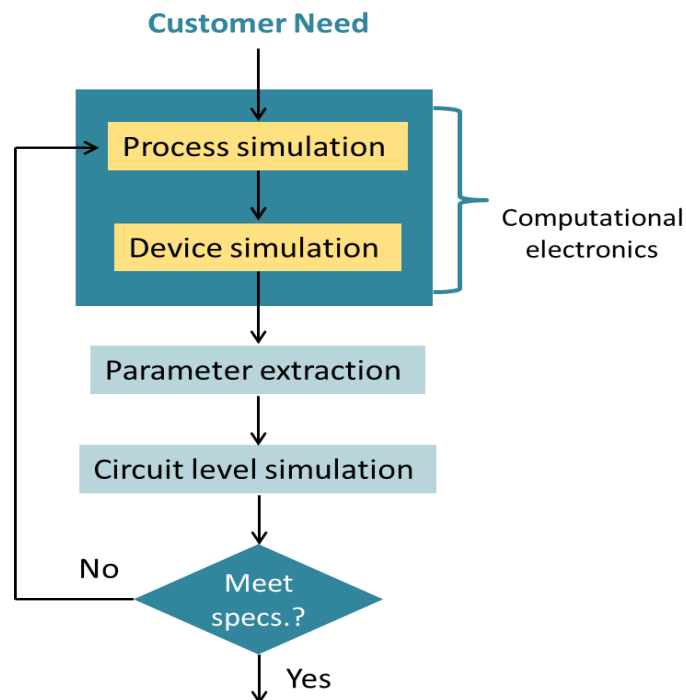 Customer Need
Process simulation
Device simulation
Computational
electronics
Parameter extraction
Circuit level simulation
No
Meet
specs.?
Yes